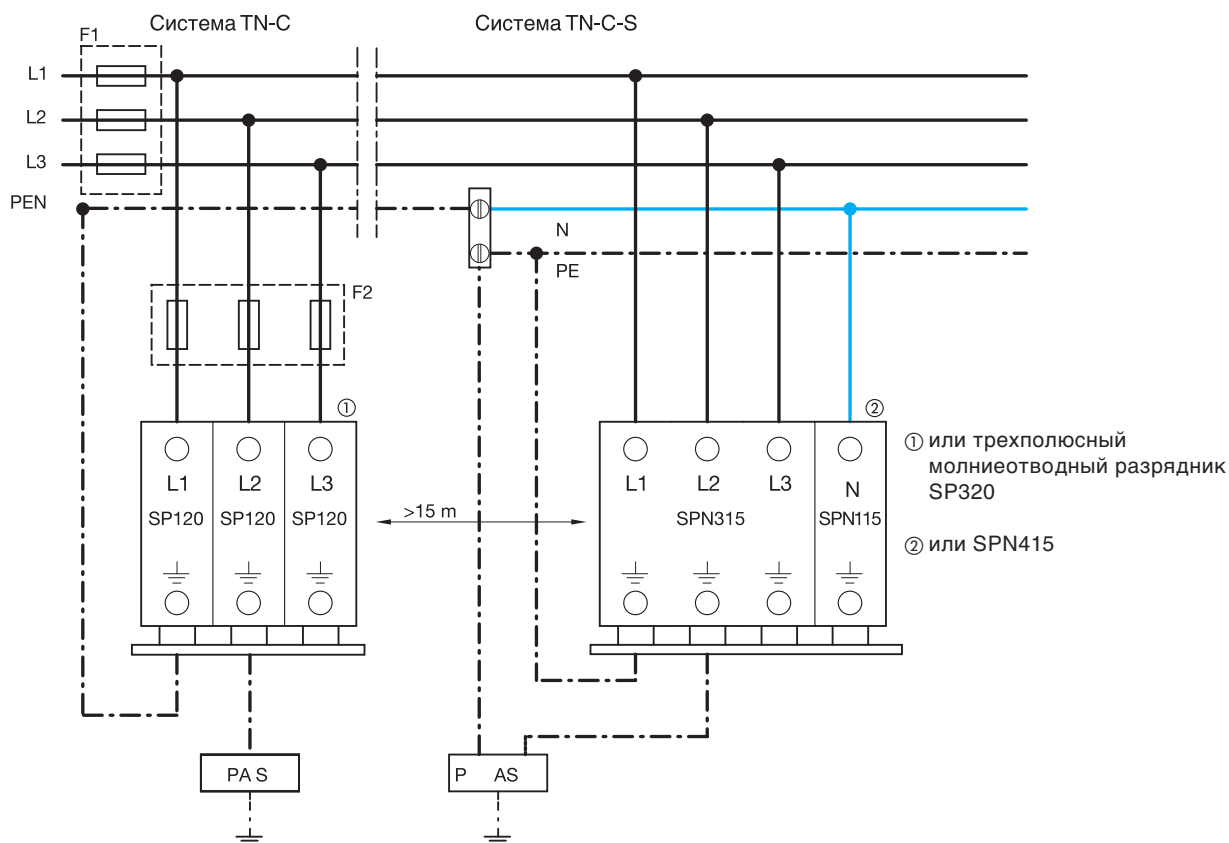 Система TN-C
Система TN-C-S
F1
L1
L2
L3
PEN
N
PE
F2
①
②
L1
L2
L3
SP120
SP120
SP120
>15 m
L1
L2
L3
N
SPN315
SPN115
① или трехполюсный
молниеотводный разрядник
SP320
② или SPN415
PA S
P AS